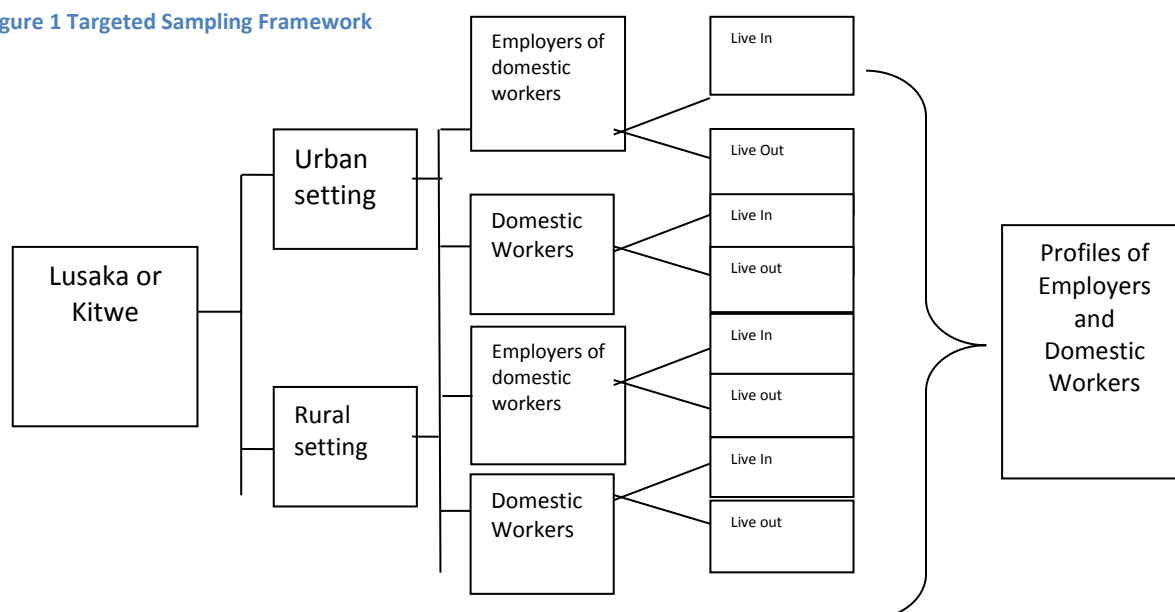 gure 1 Targeted Sampling Framework
Employers of
domestic
workers
Live In
Urban
setting
Live Out
Domestic
Workers
Live In
Live out
Lusaka or
Kitwe
Profiles of
Employers
and
Domestic
Workers
Employers of
domestic
workers
Live In
Live out
Rural
setting
Domestic
Workers
Live In
Live out